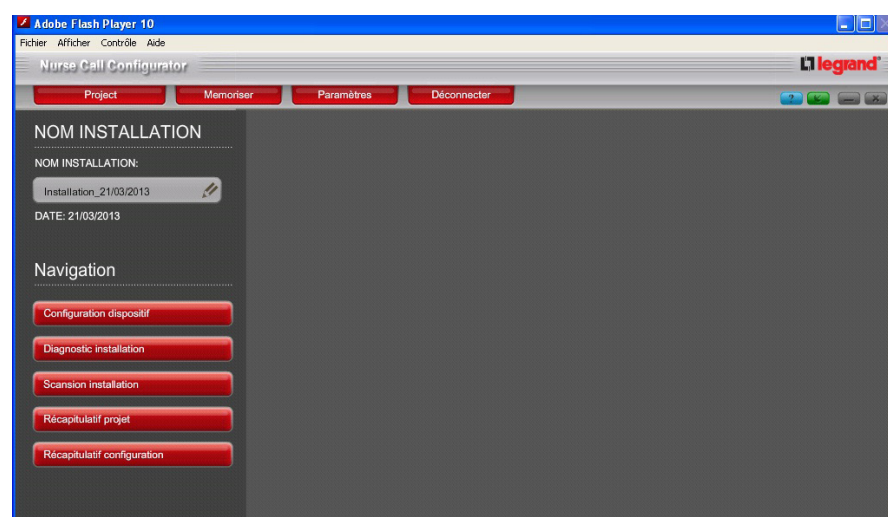 Adobe Flash Player 10
Fichier Afficher Contrôle Aide
Nurse Call Configurator
legrand
Project Memoriser Paramètres Déconnecter
?
NOM INSTALLATION
NOM INSTALLATION:
Installation_21/03/2013
DATE: 21/03/2013
Navigation
Configuration dispositif
Diagnostic installation
Scansion installation
Récapitulatif projet
Récapitulatif configuration